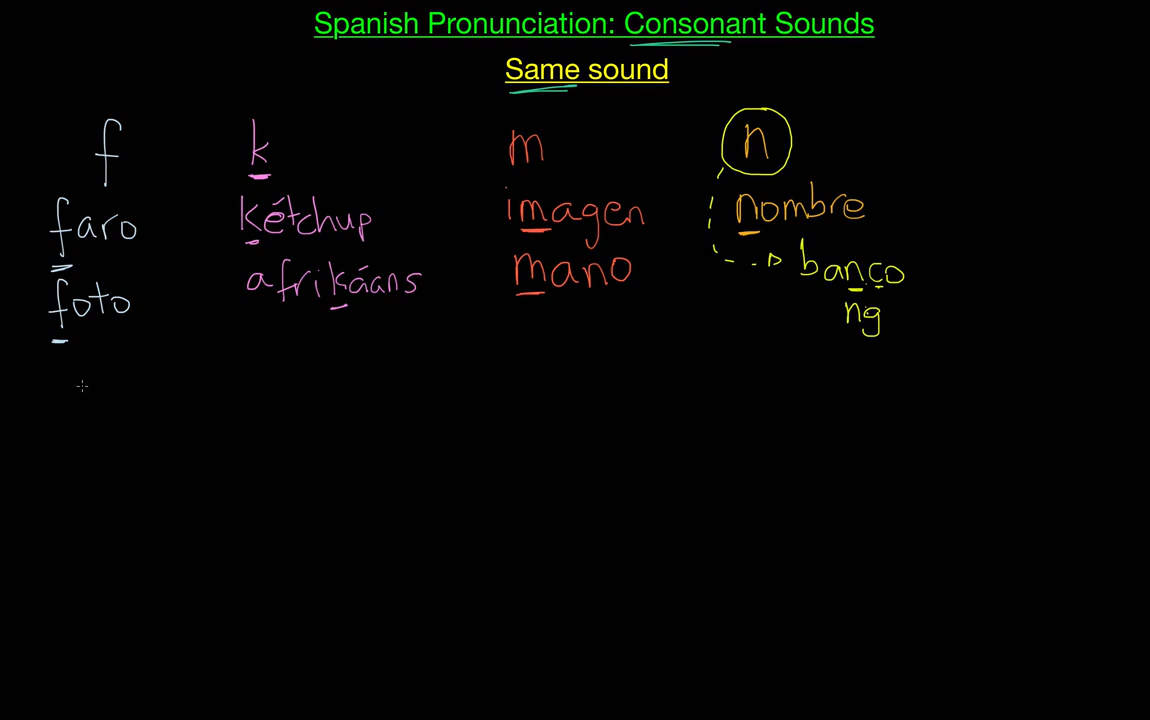 Spanish Pronunciation: Consonant Sounds
Same sound
f
faro
foto
k
kétchup
afrikáans
m
imagen
mano
n
nombre
banco
ng